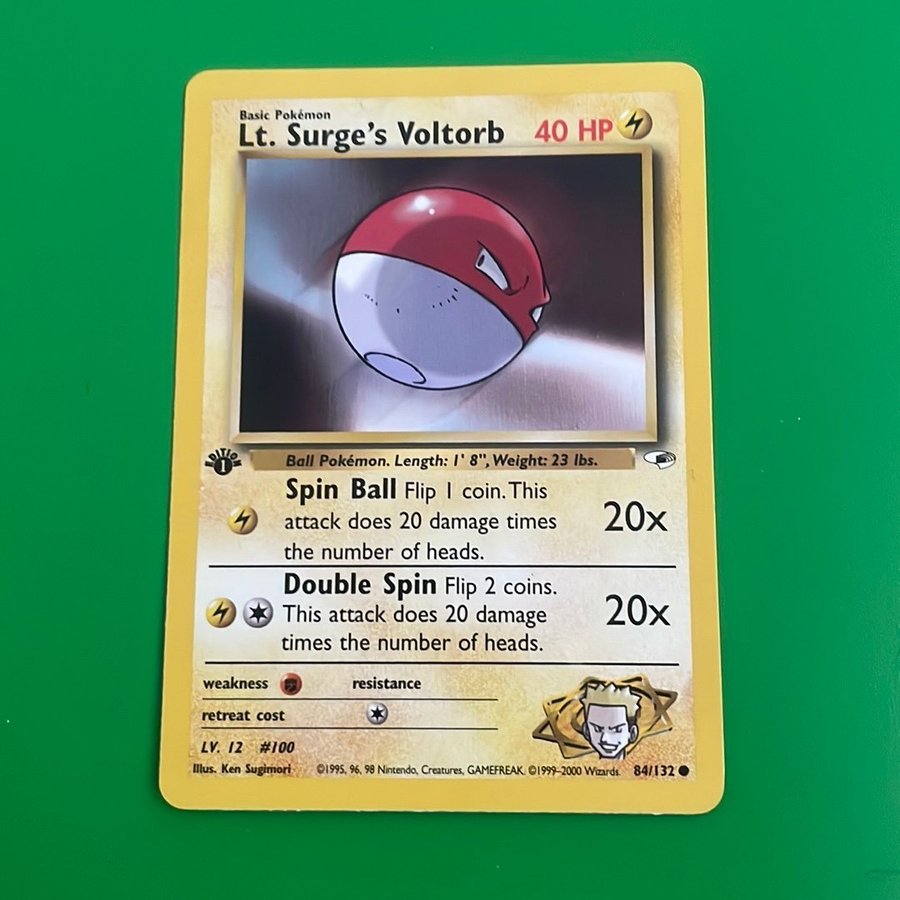 Basic Pokémon
Lt. Surge's Voltorb 40 HP
EDITION 1
Ball Pokémon. Length: 1' 8", Weight: 23 lbs.
Spin Ball Flip 1 coin. This
attack does 20 damage times
the number of heads.
20x
Double Spin Flip 2 coins.
This attack does 20 damage
times the number of heads.
20x
weakness resistance
retreat cost
LV. 12 #100
Illus. Ken Sugimori ©1995, 96, 98 Nintendo, Creatures, GAMEFREAK. ©1999-2000 Wizards. 84/132